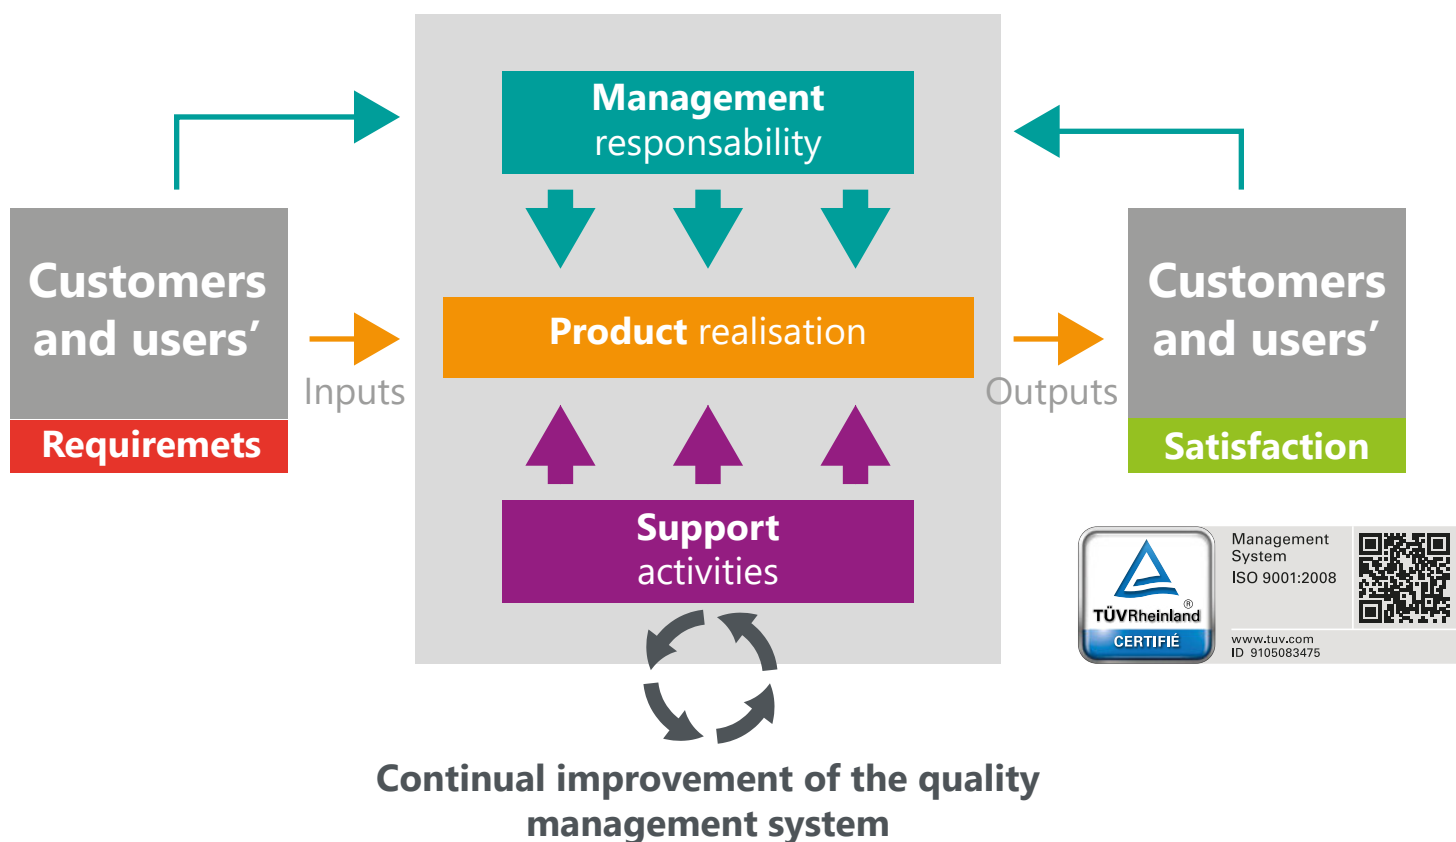 Management
responsability
Customers
and users’
Requiremets
Inputs
Product realisation
Outputs
Customers
and users’
Satisfaction
Support
activities
TÜVRheinland®
CERTIFIÉ
Management
System
ISO 9001:2008
www.tuv.com
ID 9105083475
Continual improvement of the quality
management system